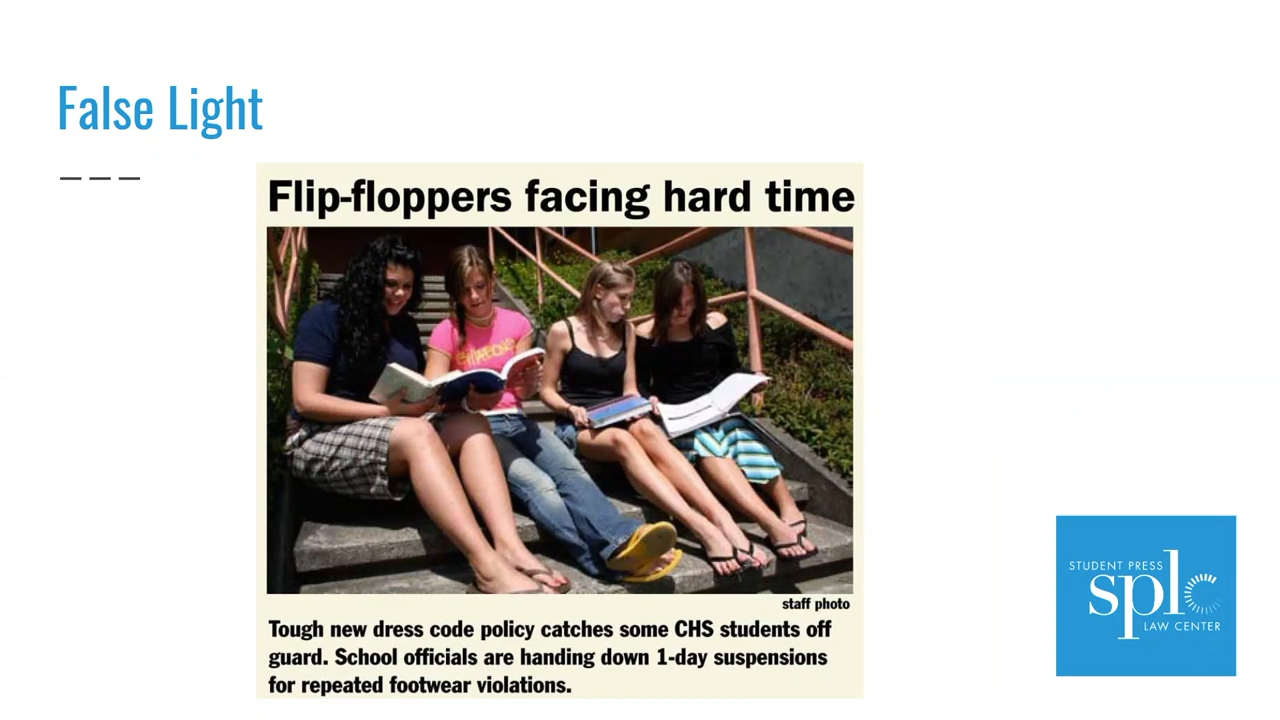 False Light
Flip-floppers facing hard time
staff photo
Tough new dress code policy catches some CHS students off
guard. School officials are handing down 1-day suspensions
for repeated footwear violations.
STUDENT PRESS
splc
LAW CENTER